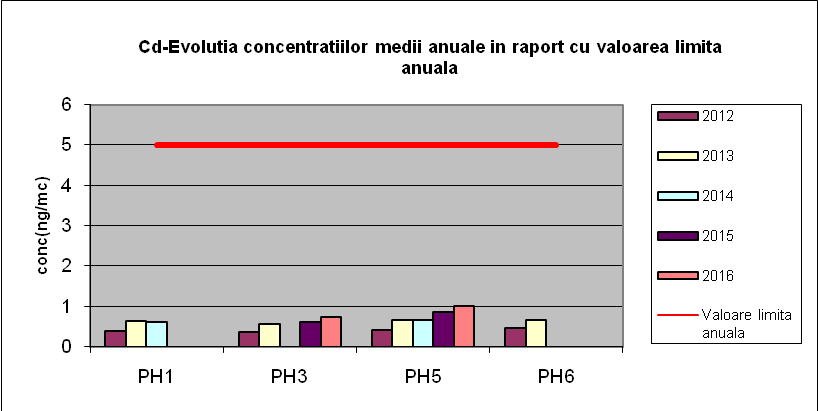 Cd-Evolutia concentratiilor medii anuale in raport cu valoarea limita
anuala
conc(ng/mc)
6
5
4
3
2
1
0
PH1 PH3 PH5 PH6
2012
2013
2014
2015
2016
Valoare limita
anuala